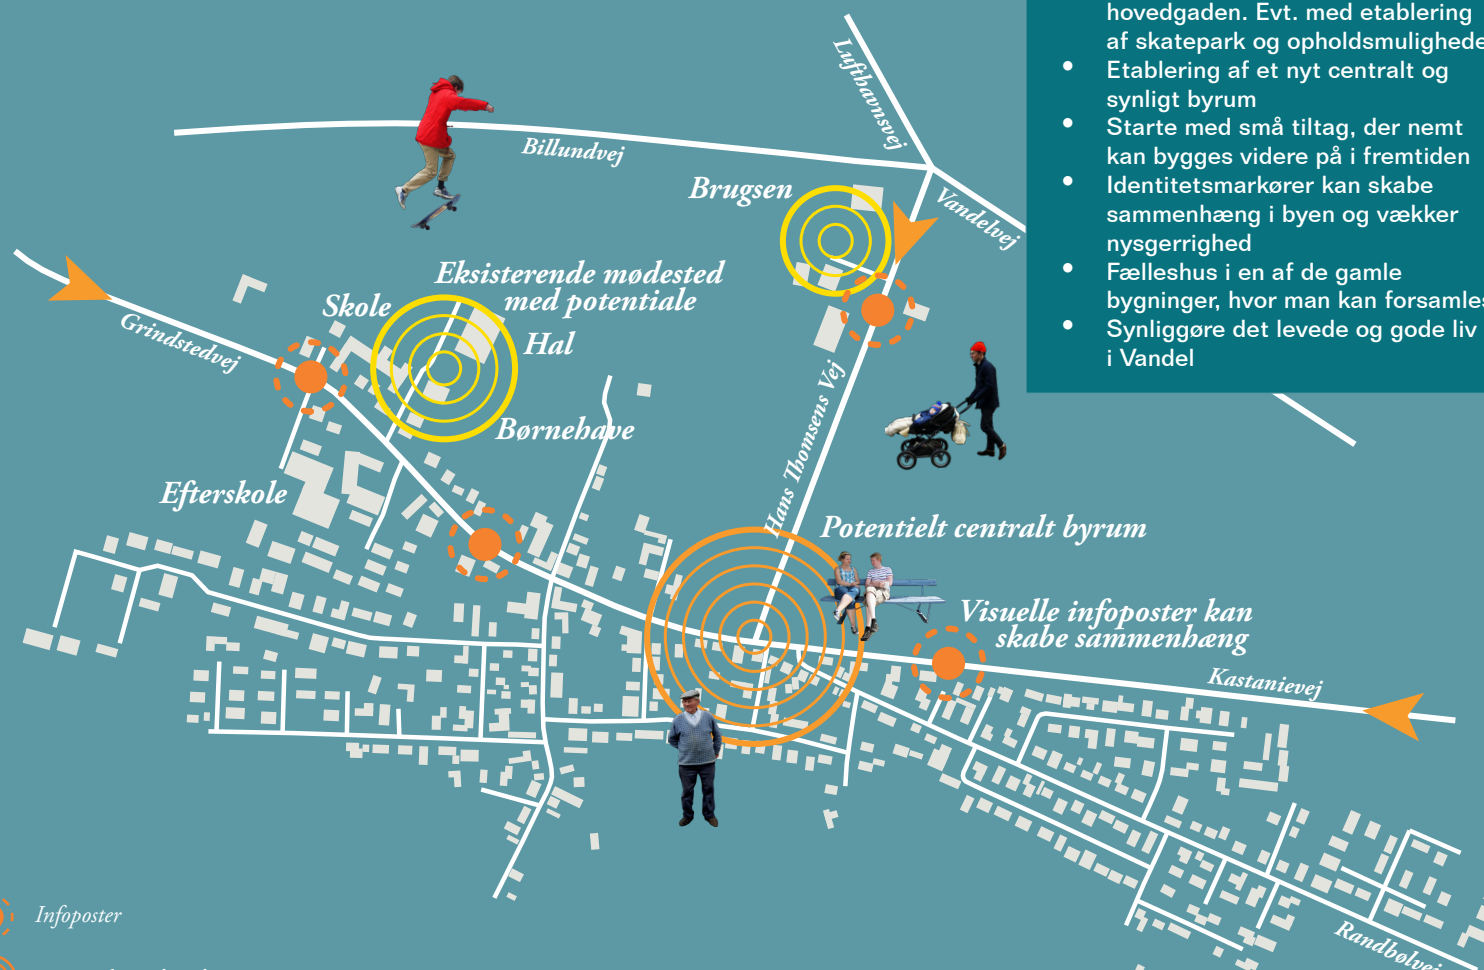 hovedgaden. Evt. med etablering
af skatepark og opholdsmulighede
• Etablering af et nyt centralt og
synligt byrum
• Starte med små tiltag, der nemt
kan bygges videre på i fremtiden
• Identitetsmarkører kan skabe
sammenhæng i byen og vækker
nysgerrighed
• Fælleshus i en af de gamle
bygninger, hvor man kan forsamles
• Synliggøre det levede og gode liv
i Vandel
Lufthavnsvej
Billundvej
Brugsen
Vandelvej
Eksisterende mødested
med potentiale
Skole
Grindstedvej
Hal
Børnehave
Hans Thomsens Vej
Efterskole
Potentielt centralt byrum
Visuelle infoposter kan
skabe sammenhæng
Kastanievej
Infoposter
Randbølvej